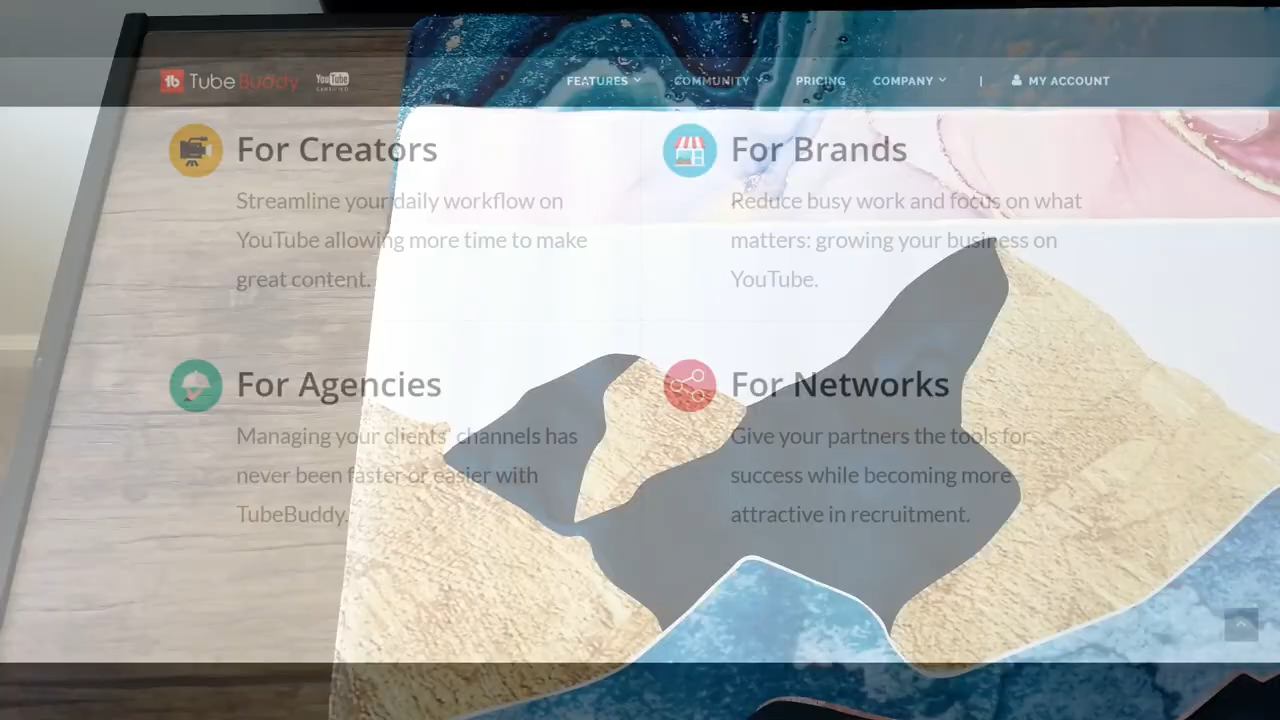 TubeBuddy YouTube CERTIFIED FEATURES COMMUNITY PRICING COMPANY | MY ACCOUNT
For Creators
Streamline your daily workflow on
YouTube allowing more time to make
great content.
For Brands
Reduce busy work and focus on what
matters: growing your business on
YouTube.
For Agencies
Managing your clients' channels has
never been faster or easier with
TubeBuddy.
For Networks
Give your partners the tools for
success while becoming more
attractive in recruitment.